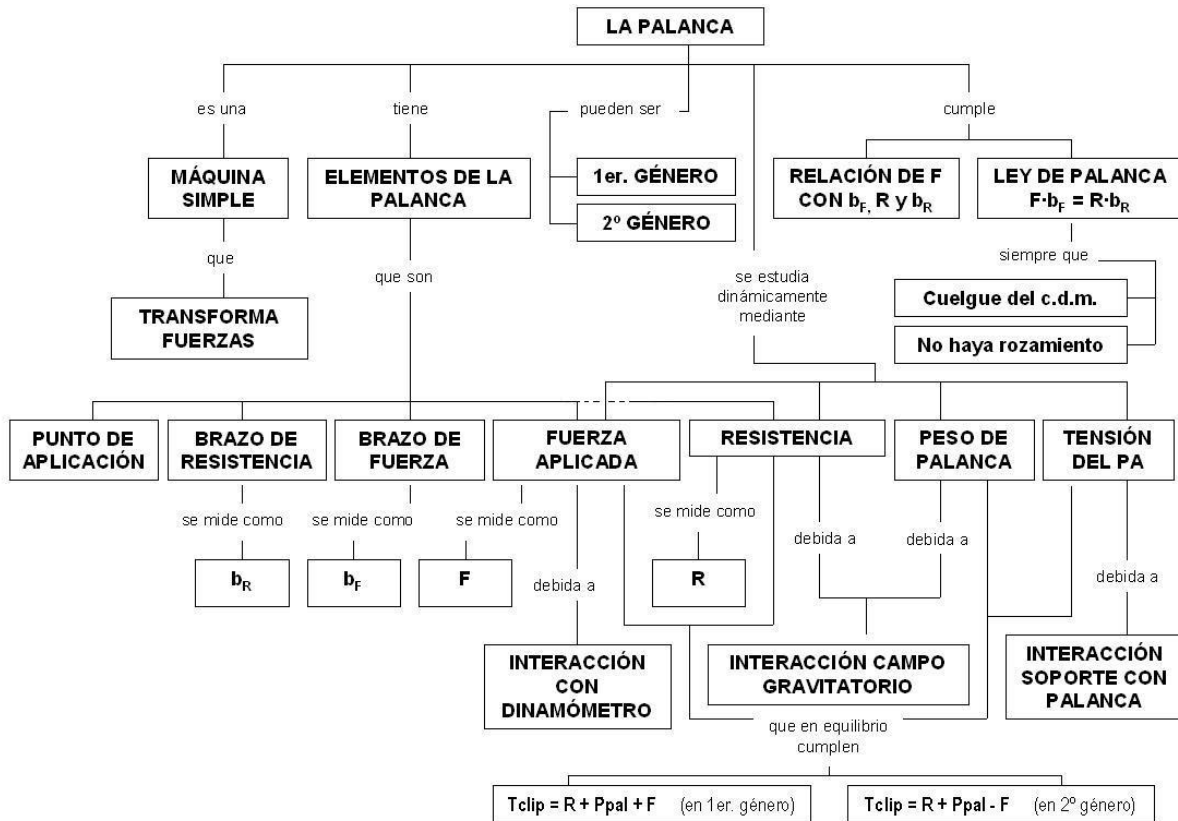 LA PALANCA
es una
tiene
pueden ser
cumple
MÁQUINA
SIMPLE
ELEMENTOS DE LA
PALANCA
1er. GÉNERO
2º GÉNERO
RELACIÓN DE F
CON bF, R y bR
LEY DE PALANCA
F·bF = R·bR
que
que son
se estudia
dinámicamente
mediante
siempre que
Cuelgue del c.d.m.
No haya rozamiento
TRANSFORMA
FUERZAS
PUNTO DE
APLICACIÓN
BRAZO DE
RESISTENCIA
BRAZO DE
FUERZA
FUERZA
APLICADA
RESISTENCIA
PESO DE
PALANCA
TENSIÓN
DEL PA
se mide como
se mide como
se mide como
se mide como
debida a
debida a
bR
bF
F
debida a
R
debida a
INTERACCIÓN
CON
DINAMÓMETRO
INTERACCIÓN CAMPO
GRAVITATORIO
INTERACCIÓN
SOPORTE CON
PALANCA
que en equilibrio
cumplen
Tclip = R + Ppal + F (en 1er. género)
Tclip = R + Ppal - F (en 2º género)